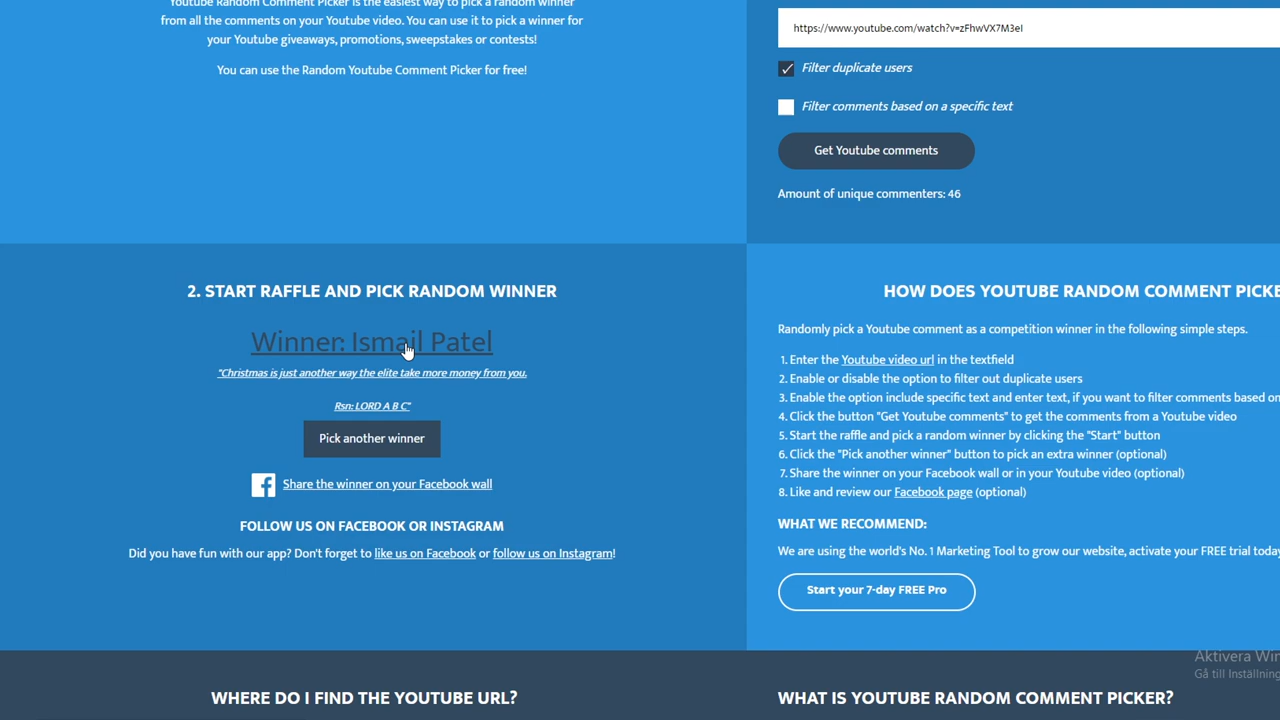 Youtube Random Comment Picker is the easiest way to pick a random winner
from all the comments on your Youtube video. You can use it to pick a winner for
your Youtube giveaways, promotions, sweepstakes or contests!
You can use the Random Youtube Comment Picker for free!
https://www.youtube.com/watch?v=zFhwVX7M3eI
Filter duplicate users
Filter comments based on a specific text
Get Youtube comments
Amount of unique commenters: 46
2. START RAFFLE AND PICK RANDOM WINNER
Winner: Ismail Patel
"Christmas is just another way the elite take more money from you.
Rsn: LORD A B C"
Pick another winner
Share the winner on your Facebook wall
FOLLOW US ON FACEBOOK OR INSTAGRAM
Did you have fun with our app? Don't forget to like us on Facebook or follow us on Instagram!
HOW DOES YOUTUBE RANDOM COMMENT PICKE
Randomly pick a Youtube comment as a competition winner in the following simple steps.
1. Enter the Youtube video url in the textfield
2. Enable or disable the option to filter out duplicate users
3. Enable the option include specific text and enter text, if you want to filter comments based on
4. Click the button "Get Youtube comments" to get the comments from a Youtube video
5. Start the raffle and pick a random winner by clicking the "Start" button
6. Click the "Pick another winner" button to pick an extra winner (optional)
7. Share the winner on your Facebook wall or in your Youtube video (optional)
8. Like and review our Facebook page (optional)
WHAT WE RECOMMEND:
We are using the world's No. 1 Marketing Tool to grow our website, activate your FREE trial today
Start your 7-day FREE Pro
Aktivera Win
Gå till Inställning
WHERE DO I FIND THE YOUTUBE URL?
WHAT IS YOUTUBE RANDOM COMMENT PICKER?